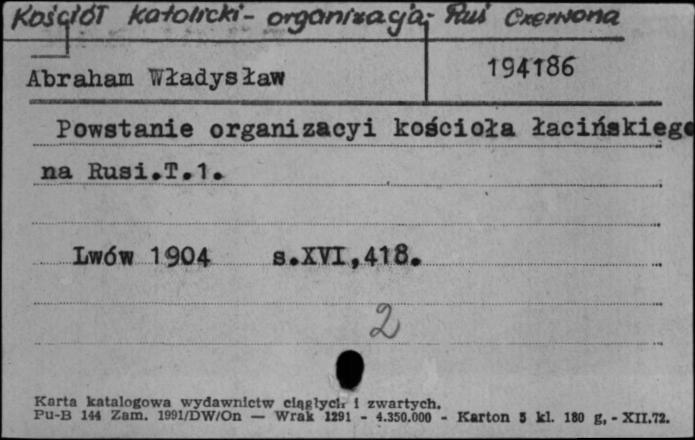 Kościół katolicki - organizacja - Ruś Czerwona
Abraham Władysław
194186
Powstanie organizacyi kościoła łacińskiego
na Rusi.T.1.
Lwów 1904 s.XVI,418.
2
Karta katalogowa wydawnictw ciągłych i zwartych.
Pu-B 144 Zam. 1991/DW/On — Wrak 1291 - 4.350.000 - Karton 5 kl. 180 g, - XII.72.